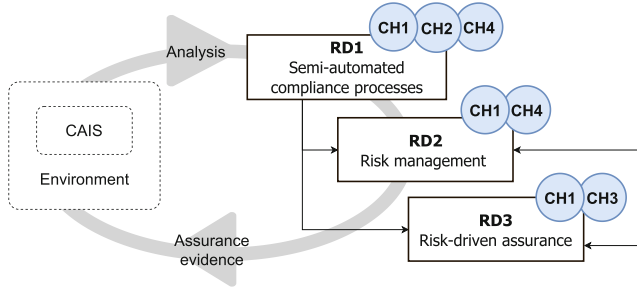 CH1 CH2 CH4
Analysis
RD1
Semi-automated
compliance processes
CAIS
Environment
CH1 CH4
RD2
Risk management
CH1 CH3
RD3
Risk-driven assurance
Assurance
evidence